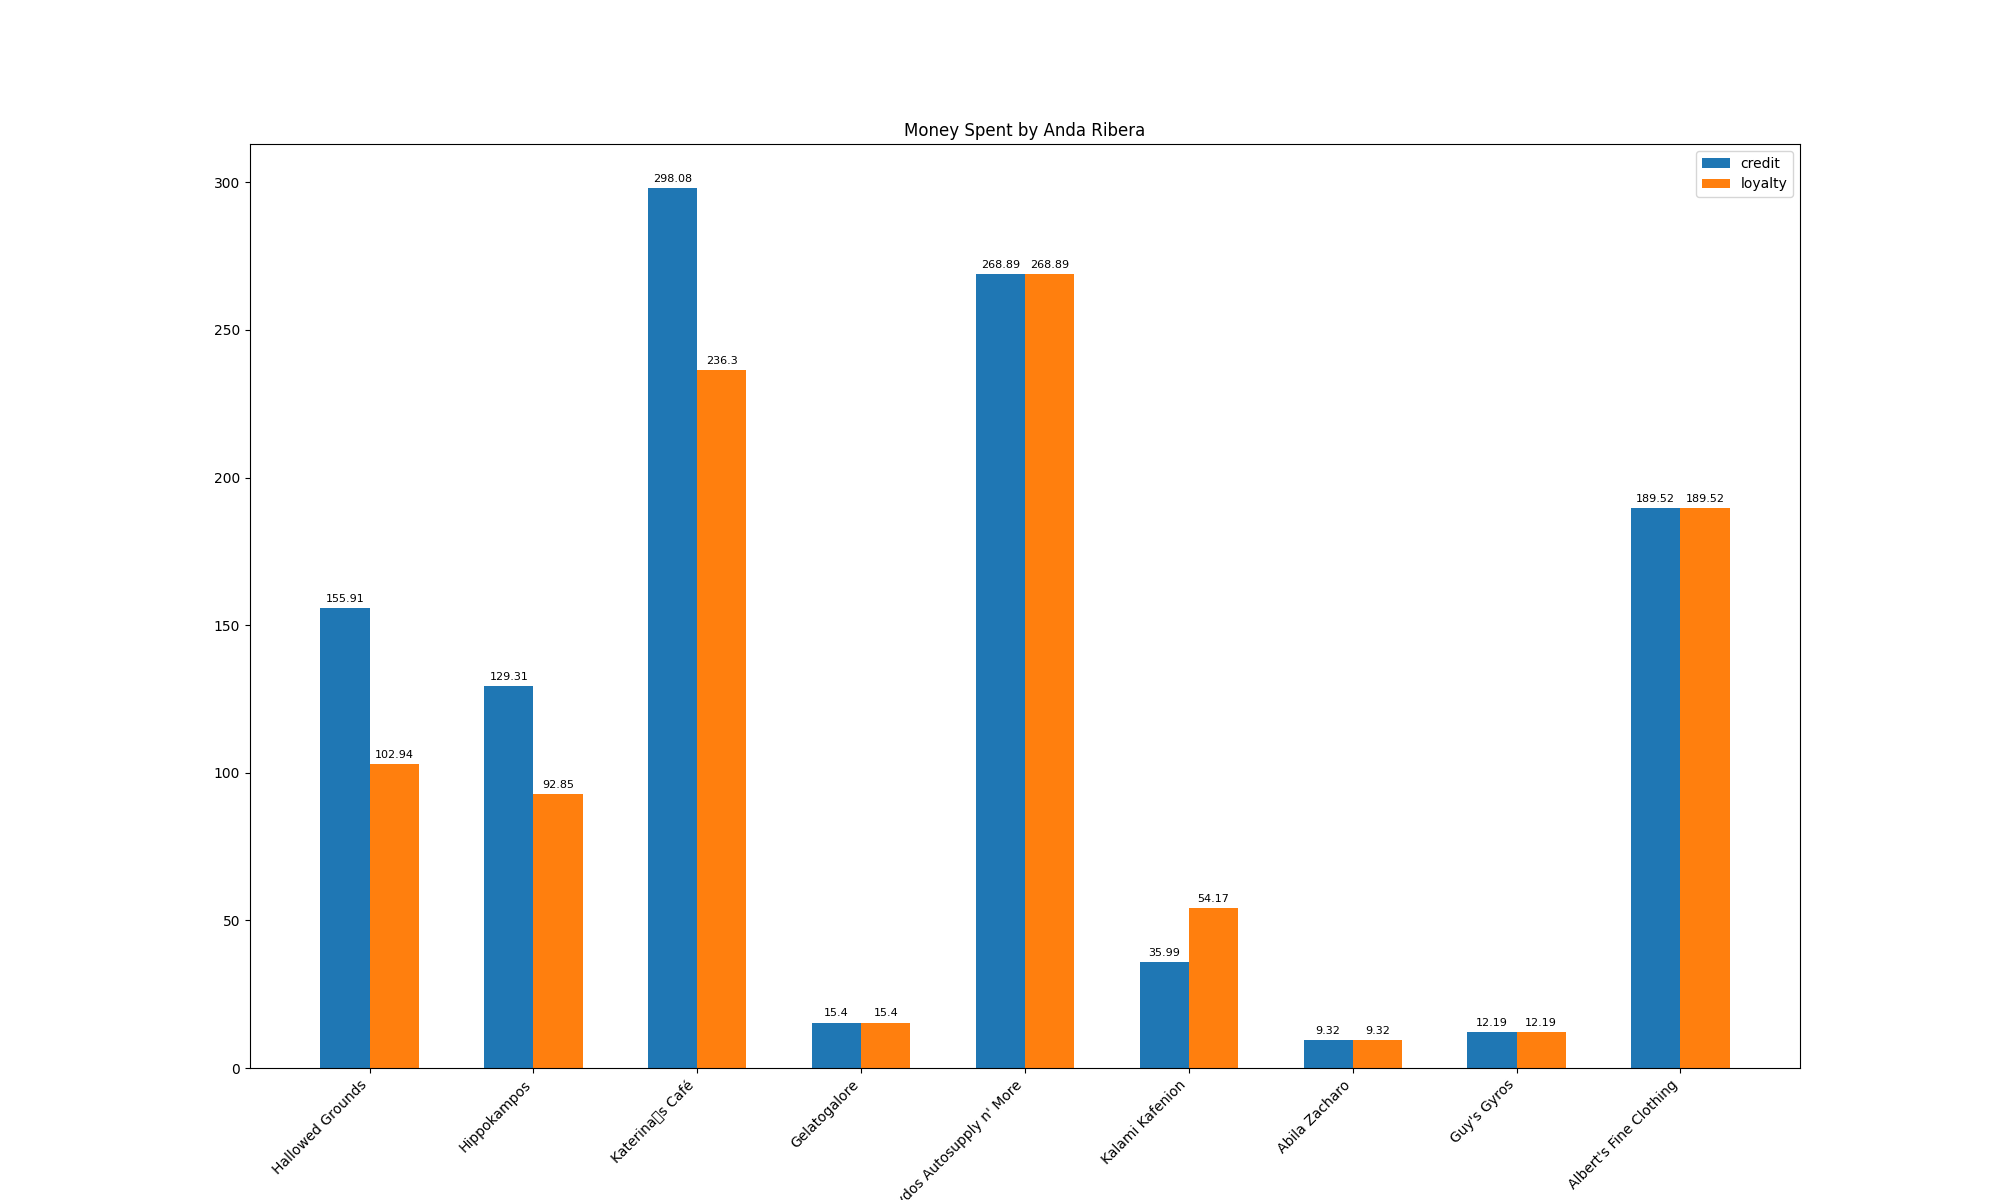 Money Spent by Anda Ribera
credit
loyalty
300
250
200
150
100
50
0
155.91
102.94
129.31
92.85
298.08
236.3
15.4
15.4
268.89
268.89
35.99
54.17
9.32
9.32
12.19
12.19
189.52
189.52
Hallowed Grounds
Hippokampos
Katerina▯s Café
Gelatogalore
Autosupply n' More
Kalami Kafenion
Abila Zacharo
Guy's Gyros
Albert's Fine Clothing